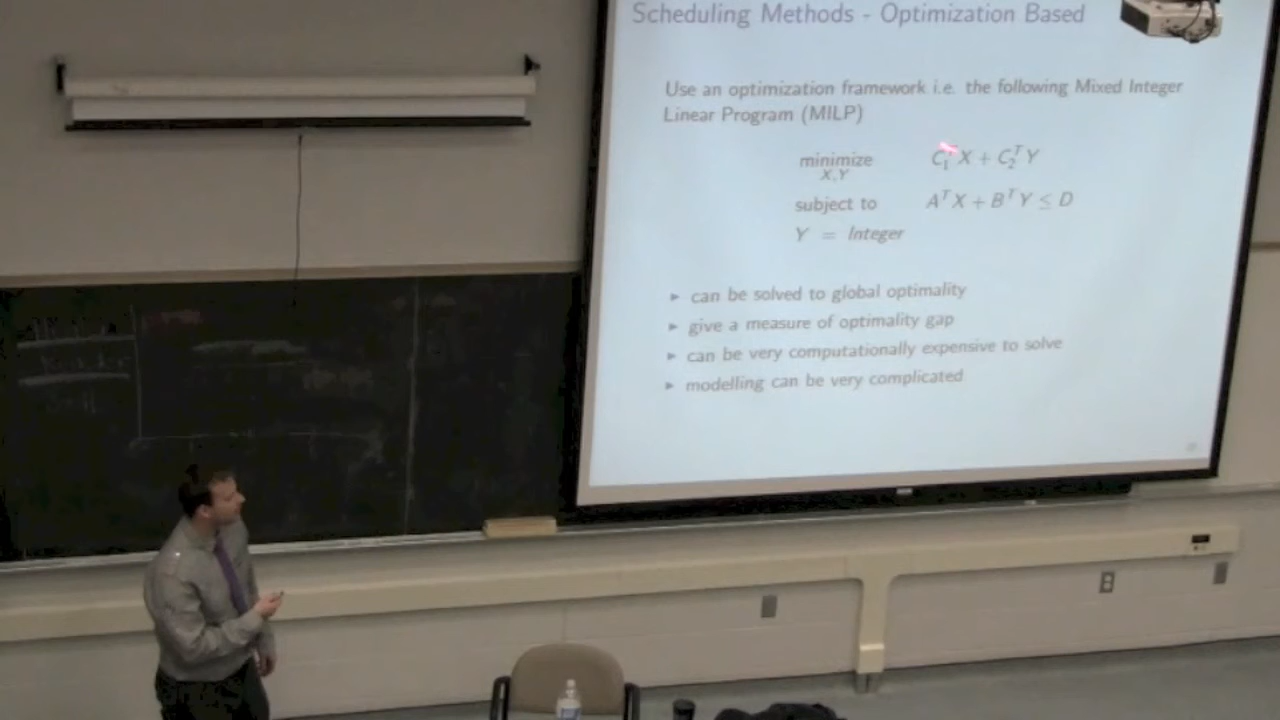 Scheduling Methods - Optimization Based
Use an optimization framework i.e. the following Mixed Integer
Linear Program (MILP)
minimize C₁ᵀX + C₂ᵀY
X,Y
subject to AᵀX + BᵀY ≤ D
Y = Integer
▸ can be solved to global optimality
▸ give a measure of optimality gap
▸ can be very computationally expensive to solve
▸ modelling can be very complicated